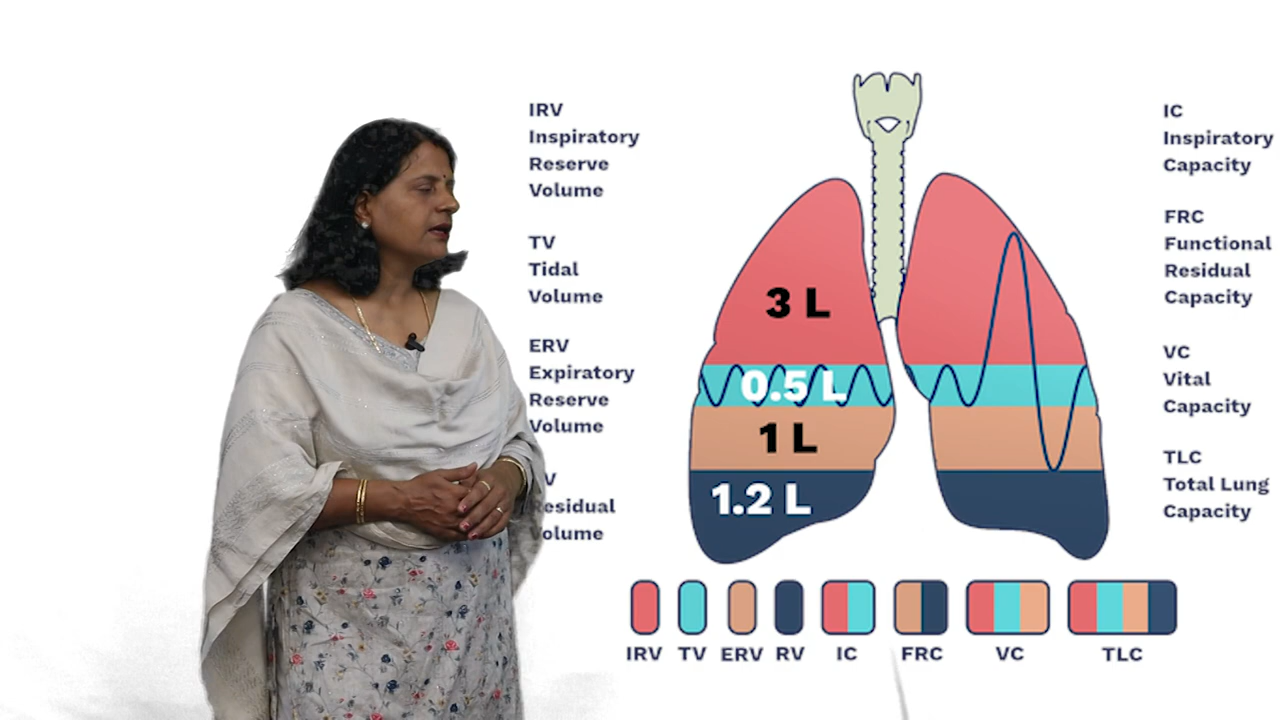 IRV
Inspiratory
Reserve
Volume
TV
Tidal
Volume
ERV
Expiratory
Reserve
Volume
V
Residual
Volume
3 L
0.5 L
1 L
1.2 L
IC
Inspiratory
Capacity
FRC
Functional
Residual
Capacity
VC
Vital
Capacity
TLC
Total Lung
Capacity
IRV TV ERV RV IC FRC VC TLC